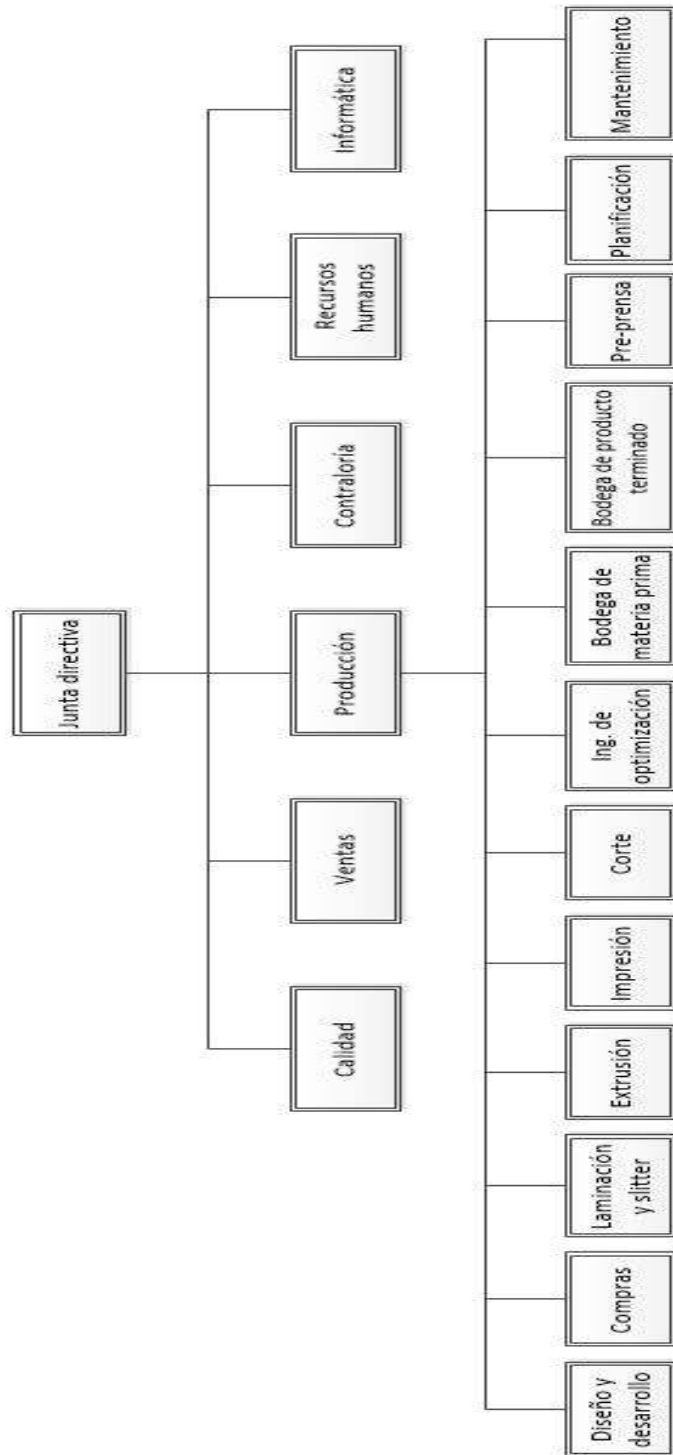 Junta directiva
Calidad
Ventas
Producción
Contraloría
Recursos
humanos
Informática
Diseño y
desarrollo
Compras
Laminación
y slitter
Extrusión
Impresión
Corte
Ing. de
optimización
Bodega de
materia prima
Bodega de producto
terminado
Pre-prensa
Planificación
Mantenimiento